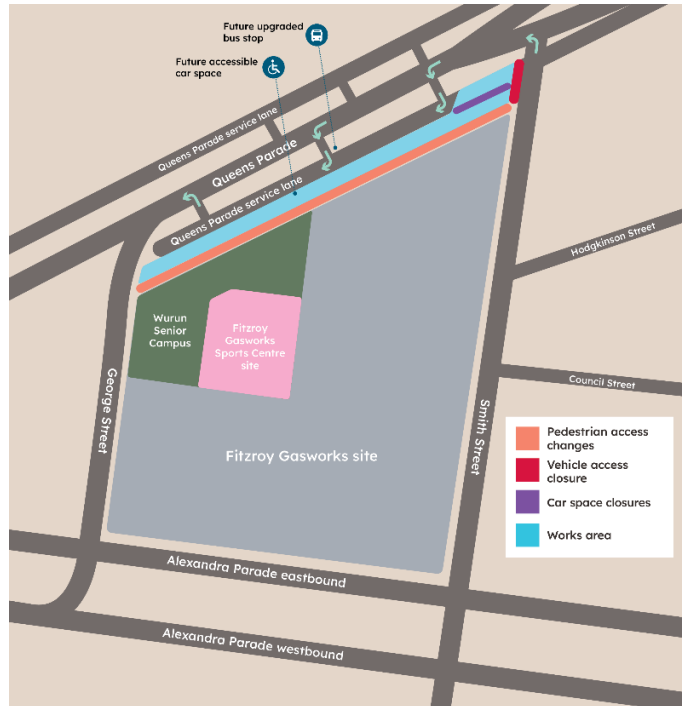 Future upgraded
bus stop
Future accessible
car space
Queens Parade service lane
Queens Parade
Queens Parade service lane
Hodgkinson Street
Wurun
Senior
Campus
Fitzroy
Gasworks
Sports Centre
site
George Street
Council Street
Smith Street
Fitzroy Gasworks site
Pedestrian access
changes
Vehicle access
closure
Car space closures
Works area
Alexandra Parade eastbound
Alexandra Parade westbound